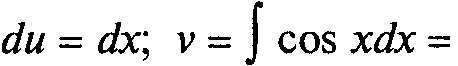 du = dx; v = ∫ cos xdx =